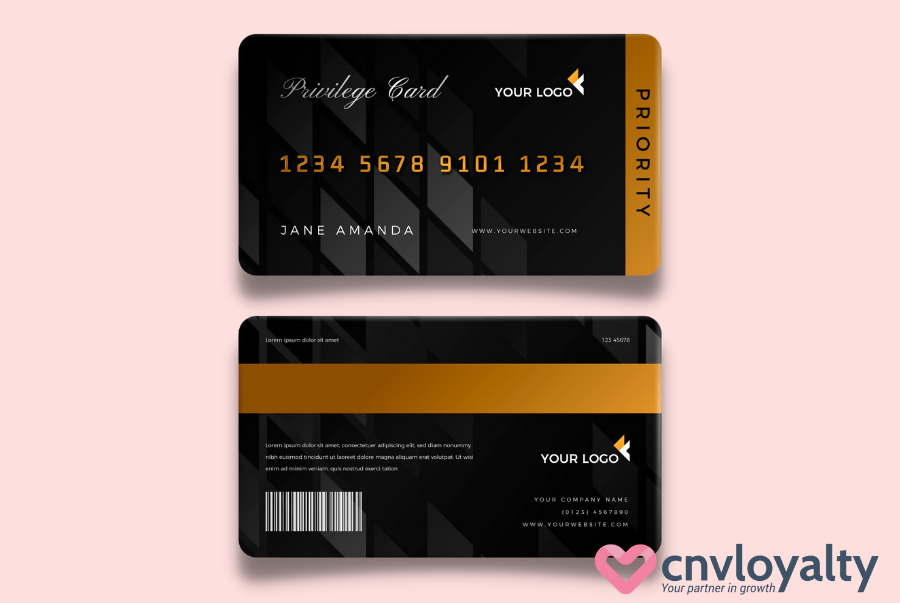 Privilege Card
YOUR LOGO
PRIORITY
1234 5678 9101 1234
JANE AMANDA
WWW.YOURWEBSITE.COM
Lorem ipsum dolor sit amet
123 45678
Lorem ipsum dolor sit amet, consectetuer adipiscing elit, sed diam nonummy
nibh euismod tincidunt ut laoreet dolore magna aliquam erat volutpat. Ut wisi
enim ad minim veniam, quis nostrud exerci tation
YOUR LOGO
YOUR COMPANY NAME
(0123) 4567890
WWW.YOURWEBSITE.COM
cnvloyalty
Your partner in growth